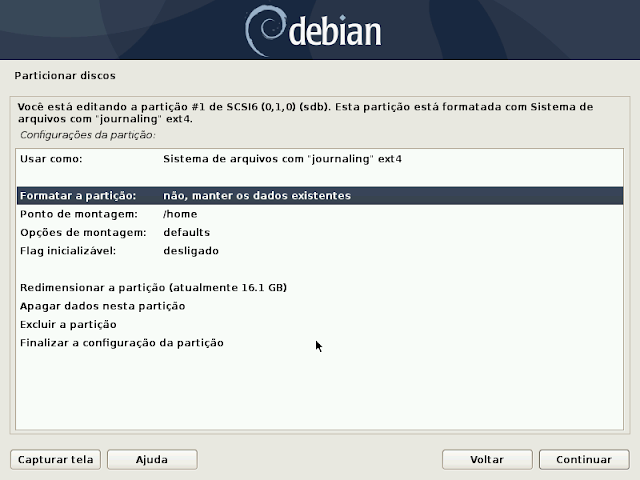 debian
Particionar discos
Você está editando a partição #1 de SCSI6 (0,1,0) (sdb). Esta partição está formatada com Sistema de
arquivos com "journaling" ext4.
Configurações da partição:
Usar como: Sistema de arquivos com "journaling" ext4
Formatar a partição: não, manter os dados existentes
Ponto de montagem: /home
Opções de montagem: defaults
Flag inicializável: desligado
Redimensionar a partição (atualmente 16.1 GB)
Apagar dados nesta partição
Excluir a partição
Finalizar a configuração da partição
Capturar tela Ajuda Voltar Continuar